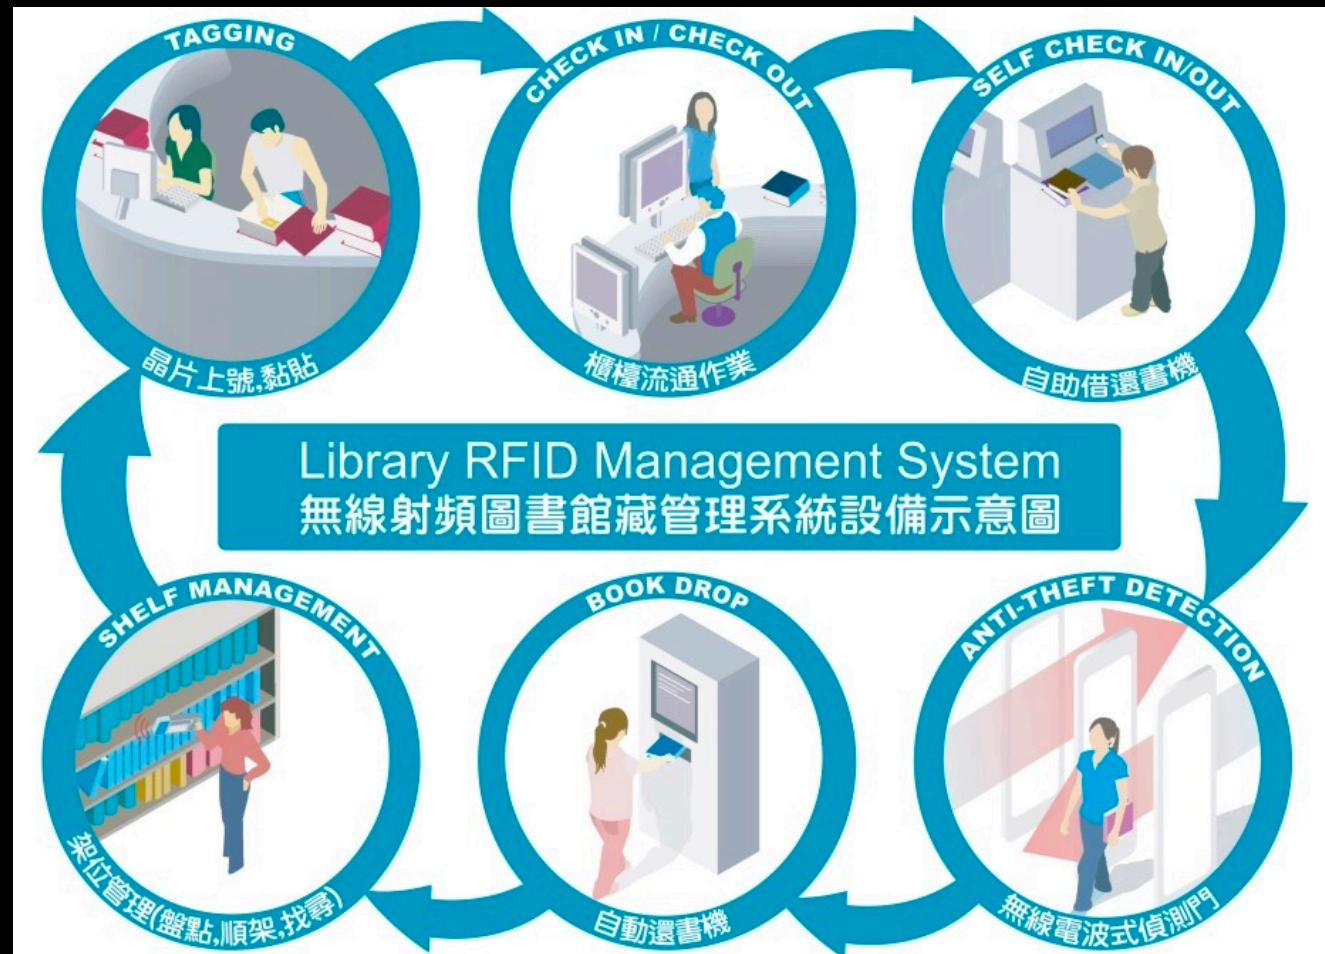 TAGGING
晶片上號,黏貼
CHECK IN / CHECK OUT
櫃檯流通作業
SELF CHECK IN/OUT
自助借還書機
Library RFID Management System
無線射頻圖書館藏管理系統設備示意圖
SHELF MANAGEMENT
架位管理(盤點,順架,找尋)
BOOK DROP
自動還書機
ANTI-THEFT DETECTION
無線電波式偵測門